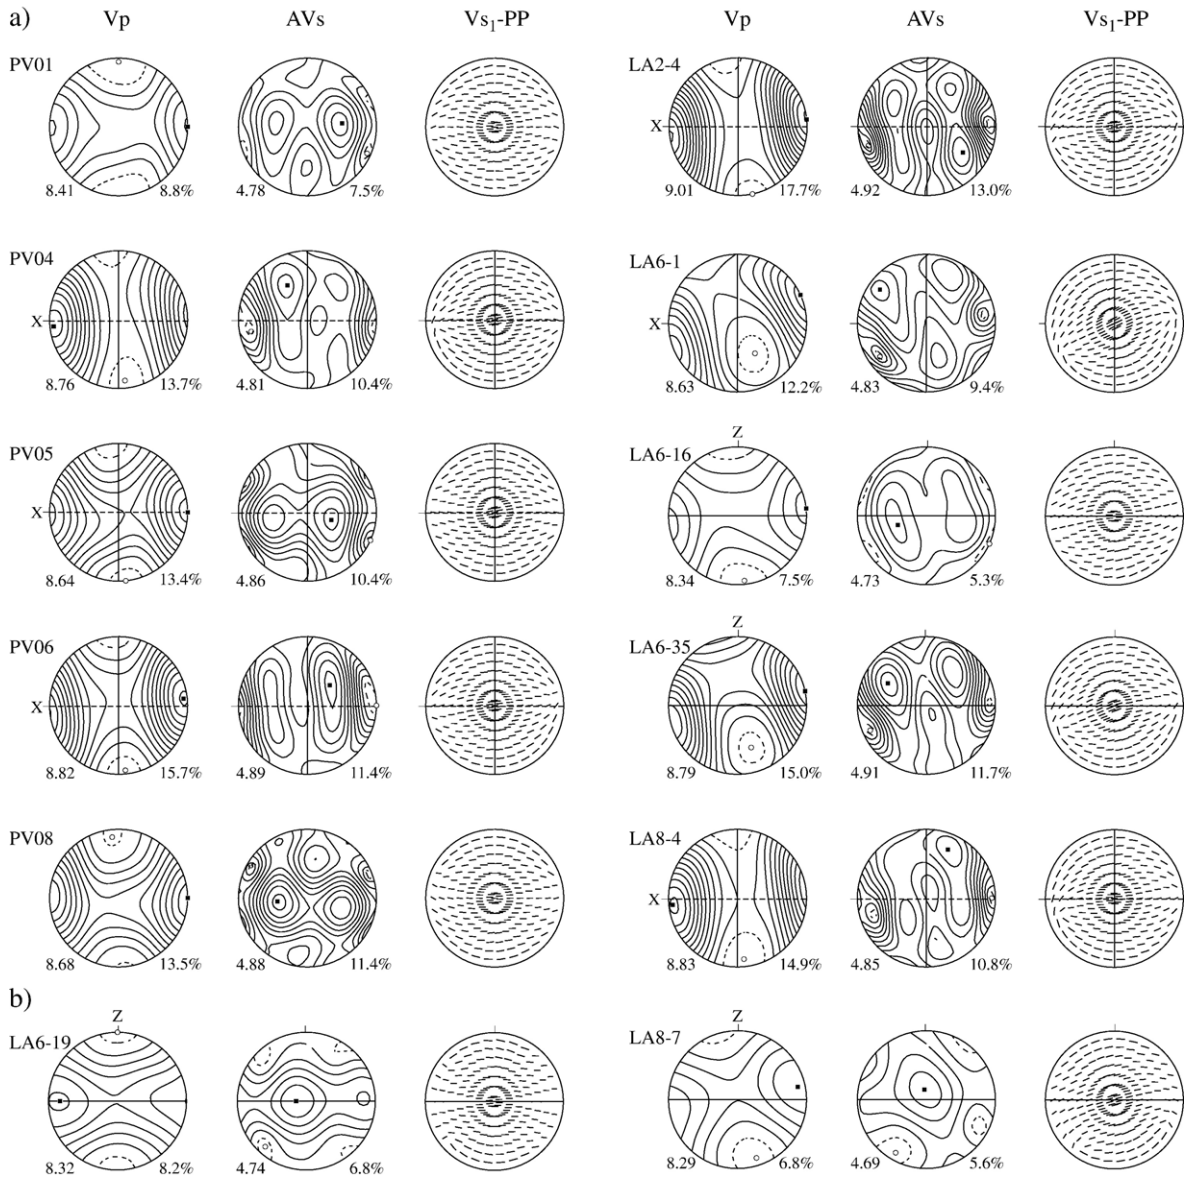 a) Vp AVs Vs₁-PP Vp AVs Vs₁-PP
PV01 LA2-4
X
8.41 8.8% 4.78 7.5% 9.01 17.7% 4.92 13.0%
PV04 LA6-1
X X
8.76 13.7% 4.81 10.4% 8.63 12.2% 4.83 9.4%
Z
PV05 LA6-16
X
8.64 13.4% 4.86 10.4% 8.34 7.5% 4.73 5.3%
Z
PV06 LA6-35
X
8.82 15.7% 4.89 11.4% 8.79 15.0% 4.91 11.7%
PV08 LA8-4
X
8.68 13.5% 4.88 11.4% 8.83 14.9% 4.85 10.8%
b)
Z Z
LA6-19 LA8-7
8.32 8.2% 4.74 6.8% 8.29 6.8% 4.69 5.6%